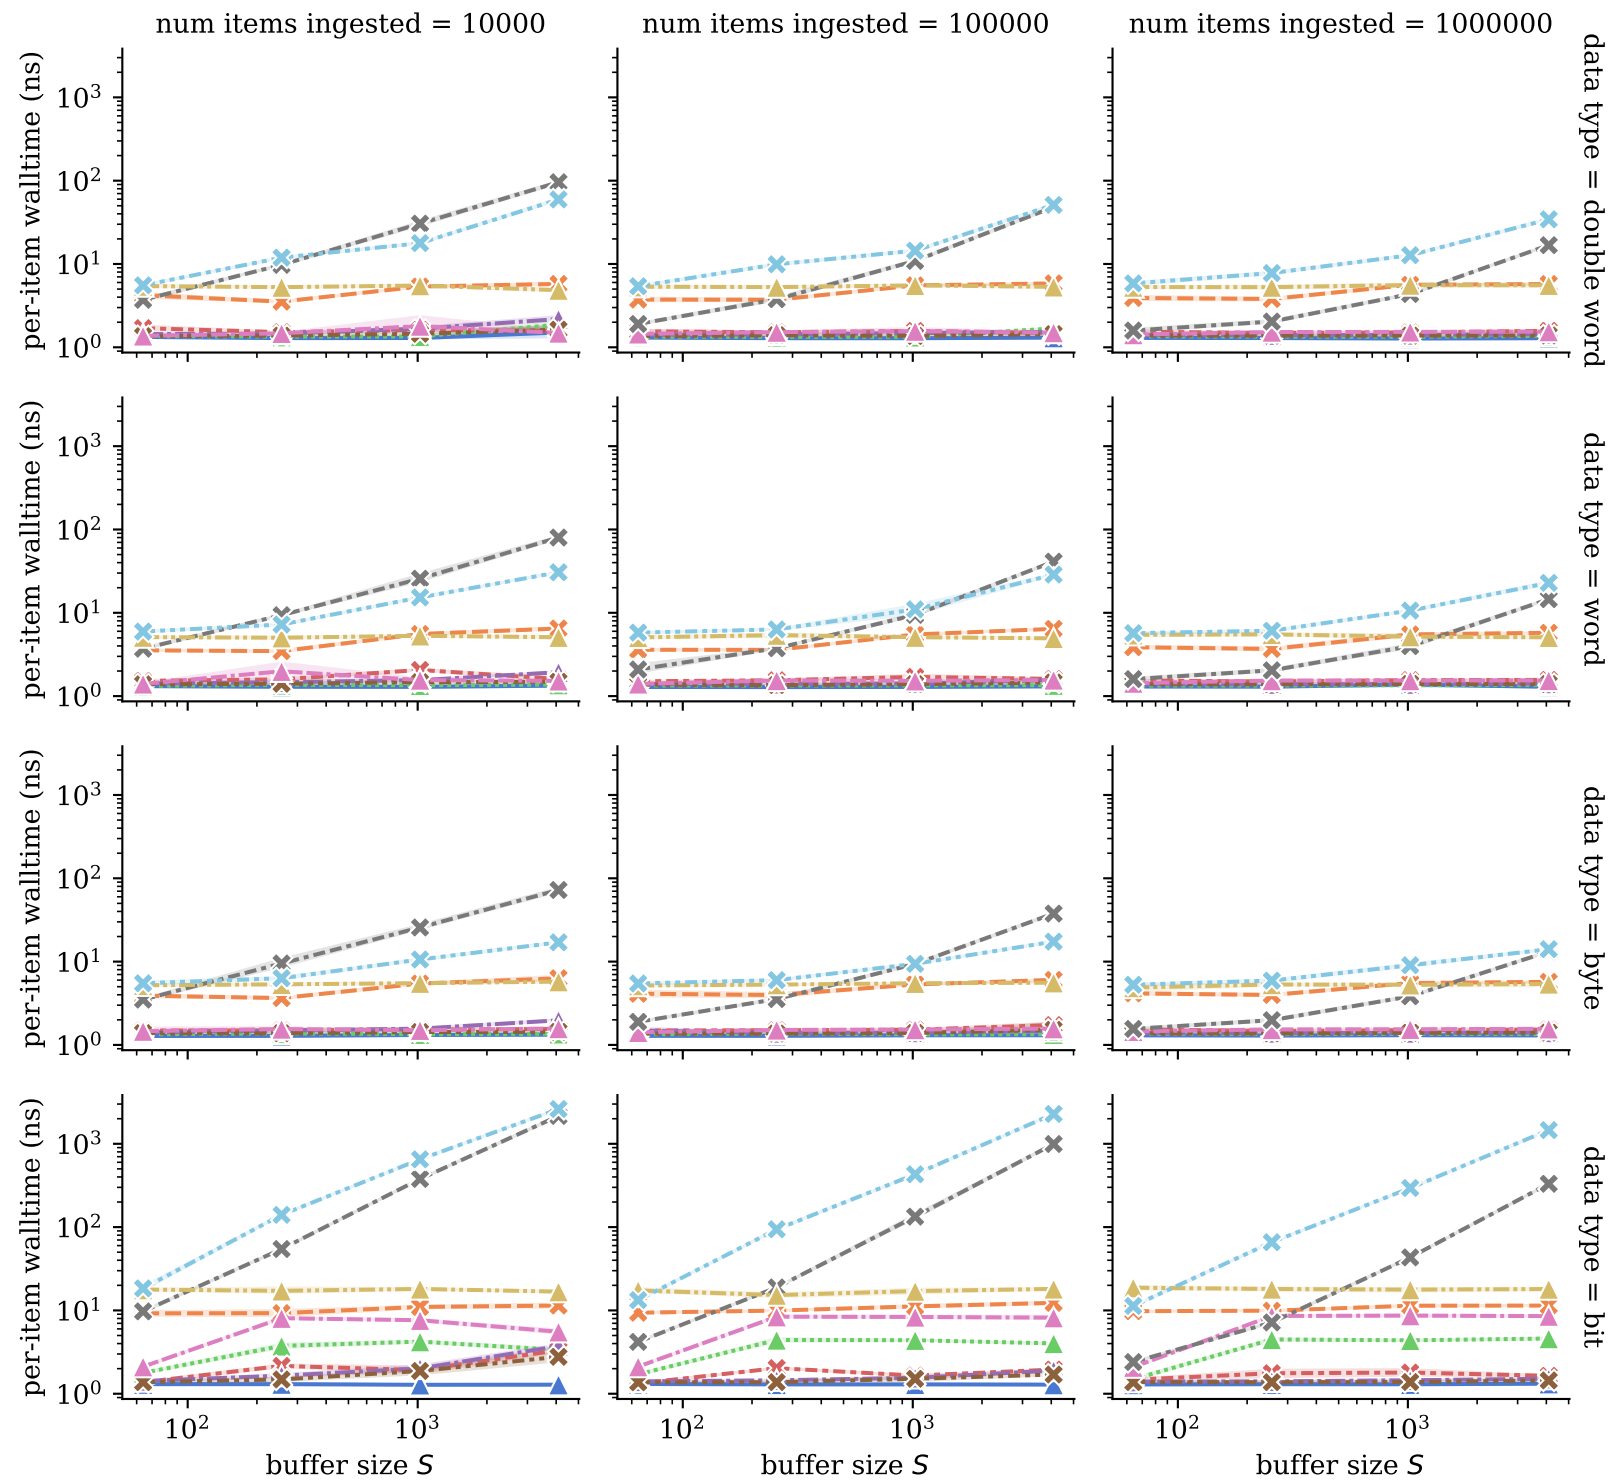 num items ingested = 10000
num items ingested = 100000
num items ingested = 1000000
per-item walltime (ns)
10³
10²
10¹
10⁰
data type = double word
per-item walltime (ns)
10³
10²
10¹
10⁰
data type = word
per-item walltime (ns)
10³
10²
10¹
10⁰
data type = byte
per-item walltime (ns)
10³
10²
10¹
10⁰
data type = bit
10² 10³
10² 10³
10² 10³
buffer size S
buffer size S
buffer size S